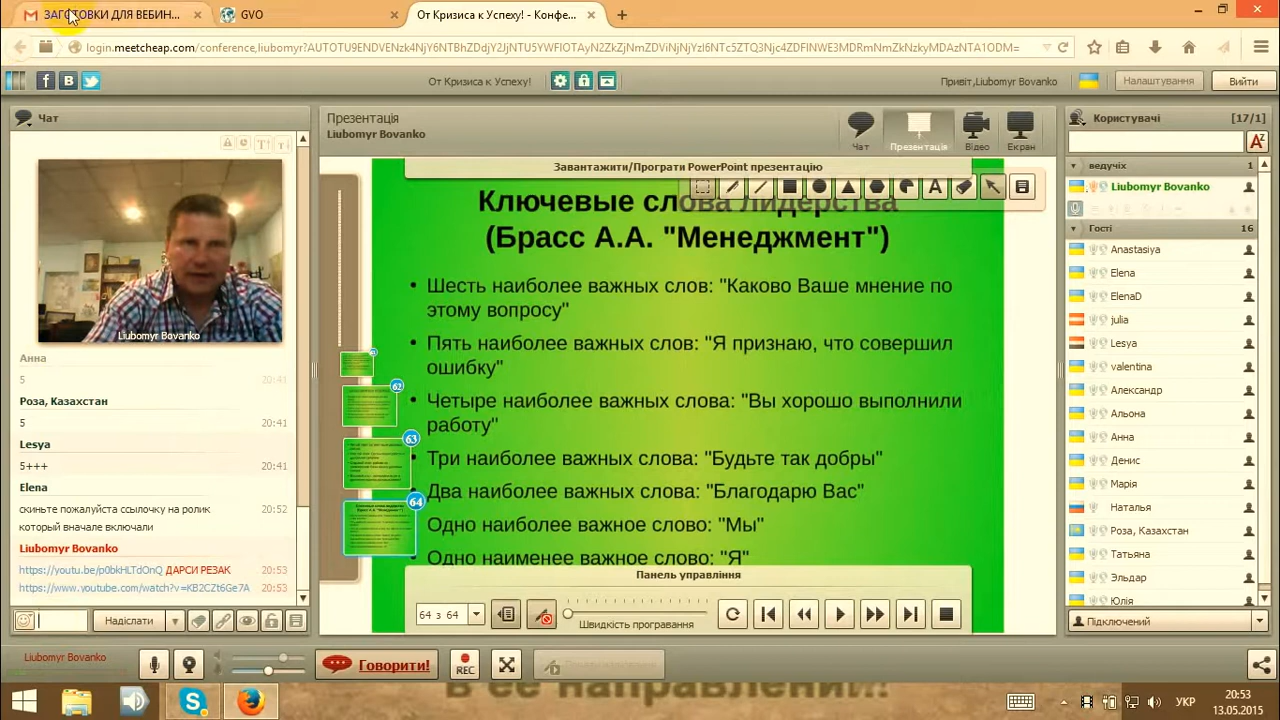 ЗАГОТОВКИ ДЛЯ ВЕБИН...
GVO
От Кризиса к Успеху! - Конфе...
От Кризиса к Успеху!
Привіт,Liubomyr Bovanko
Налаштування
Вийти
Чат
Liubomyr Bovanko
Анна
5 20:41
Роза, Казахстан
5 20:41
Lesya
5+++ 20:41
Elena
скиньте пожалуйста ссылочку на ролик 20:52
который вначале включали
Liubomyr Bovanko
https://youtu.be/p0bkHLTdOnQ ДАРСИ РЕЗАК 20:53
https://www.youtube.com/watch?v=KB2CZt6Ge7A 20:53
Надіслати
Liubomyr Bovanko
Говорити!
REC
Презентація
Liubomyr Bovanko
Чат
Презентація
Відео
Екран
Завантажити/Програти PowerPoint презентацію
Ключевые слова лидерства
(Брасс А.А. "Менеджмент")
• Шесть наиболее важных слов: "Каково Ваше мнение по
этому вопросу"
• Пять наиболее важных слов: "Я признаю, что совершил
ошибку"
• Четыре наиболее важных слова: "Вы хорошо выполнили
работу"
Три наиболее важных слова: "Будьте так добры"
Два наиболее важных слова: "Благодарю Вас"
Одно наиболее важное слово: "Мы"
Одно наименее важное слово: "Я"
62
63
64
Панель управління
64 з 64
Швидкість програвання
Користувачі [17/1]
ведучіх 1
Liubomyr Bovanko
Гості 16
Anastasiya
Elena
ElenaD
julia
Lesya
valentina
Александр
Альона
Анна
Денис
Марія
Наталья
Роза, Казахстан
Татьяна
Эльдар
Юлія
Підключений
в ее направлении!
УКР
20:53
13.05.2015